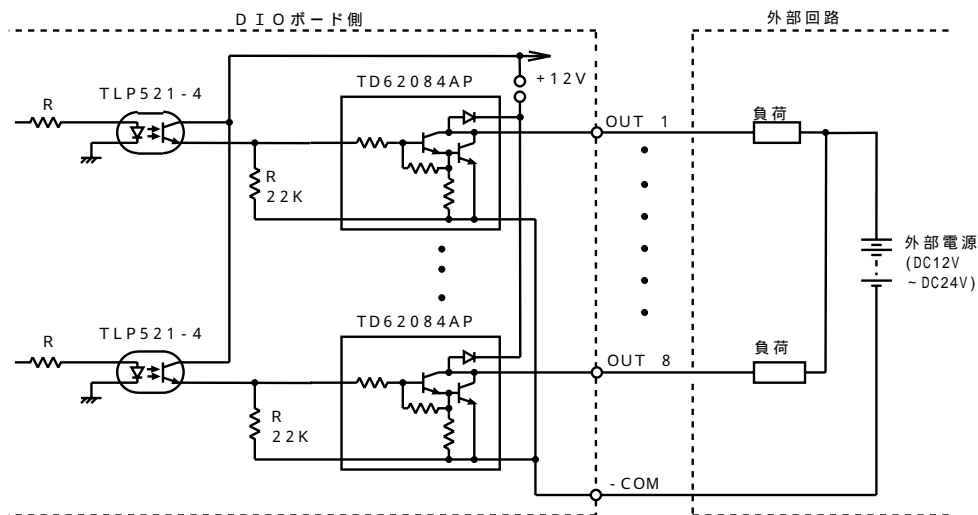 ＤＩＯボード側
外部回路
TD62084AP
+12V
TLP521-4
R
OUT 1
負荷
R
22K
外部電源
(DC12V
～DC24V)
TD62084AP
TLP521-4
R
OUT 8
負荷
R
22K
-COM